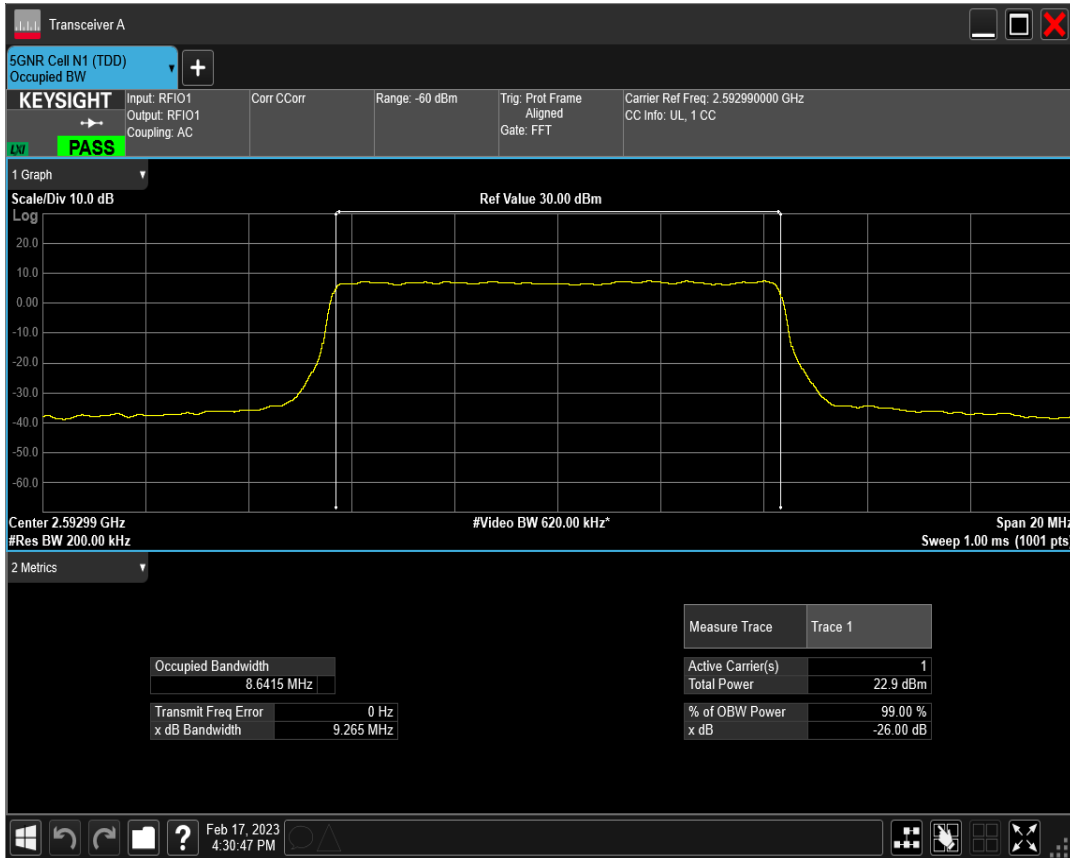 Transceiver A
5GNR Cell N1 (TDD)
Occupied BW
+
KEYSIGHT
LXI
PASS
Input: RFIO1
Output: RFIO1
Coupling: AC
Corr CCorr
Range: -60 dBm
Trig: Prot Frame
Aligned
Gate: FFT
Carrier Ref Freq: 2.592990000 GHz
CC Info: UL, 1 CC
1 Graph
Scale/Div 10.0 dB
Ref Value 30.00 dBm
Log
20.0
10.0
0.00
-10.0
-20.0
-30.0
-40.0
-50.0
-60.0
Center 2.59299 GHz
#Video BW 620.00 kHz*
Span 20 MHz
#Res BW 200.00 kHz
Sweep 1.00 ms (1001 pts)
2 Metrics
Measure Trace Trace 1
Occupied Bandwidth
8.6415 MHz
Active Carrier(s) 1
Total Power 22.9 dBm
Transmit Freq Error 0 Hz
x dB Bandwidth 9.265 MHz
% of OBW Power 99.00 %
x dB -26.00 dB
?
Feb 17, 2023
4:30:47 PM